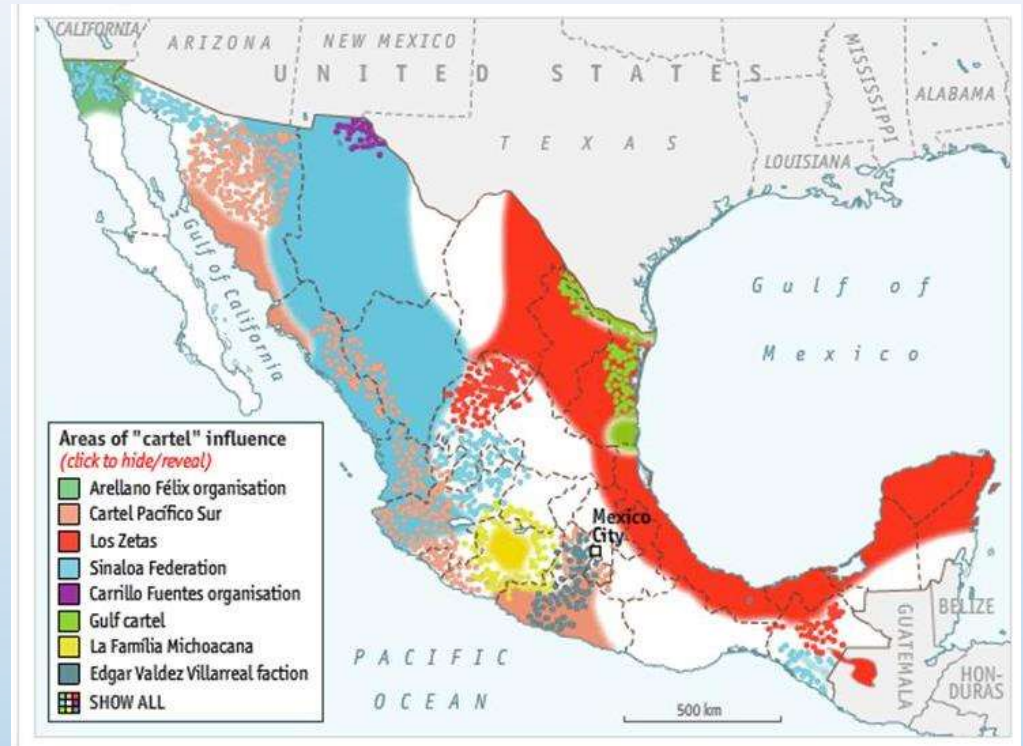 CALIFORNIA
ARIZONA
NEW MEXICO
UNITED STATES
MISSISSIPPI
ALABAMA
TEXAS
LOUISIANA
Gulf of California
Gulf of
Mexico
Areas of "cartel" influence
(click to hide/reveal)
Arellano Félix organisation
Cartel Pacífico Sur
Los Zetas
Sinaloa Federation
Carrillo Fuentes organisation
Gulf cartel
La Família Michoacana
Edgar Valdez Villarreal faction
SHOW ALL
Mexico
City
PACIFIC
OCEAN
500 km
GUATEMALA
BELIZE
HON-
DURAS